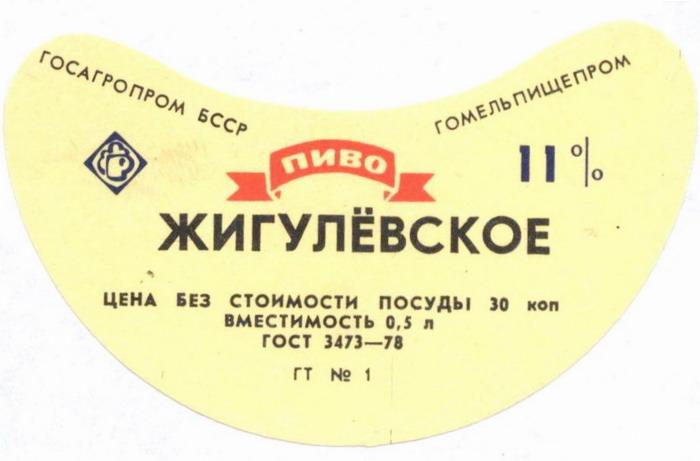 ГОСАГРОПРОМ БССР
ГОМЕЛЬПИЩЕПРОМ
ПИВО
11%
ЖИГУЛЁВСКОЕ
ЦЕНА БЕЗ СТОИМОСТИ ПОСУДЫ 30 коп
ВМЕСТИМОСТЬ 0,5 л
ГОСТ 3473—78
ГТ № 1